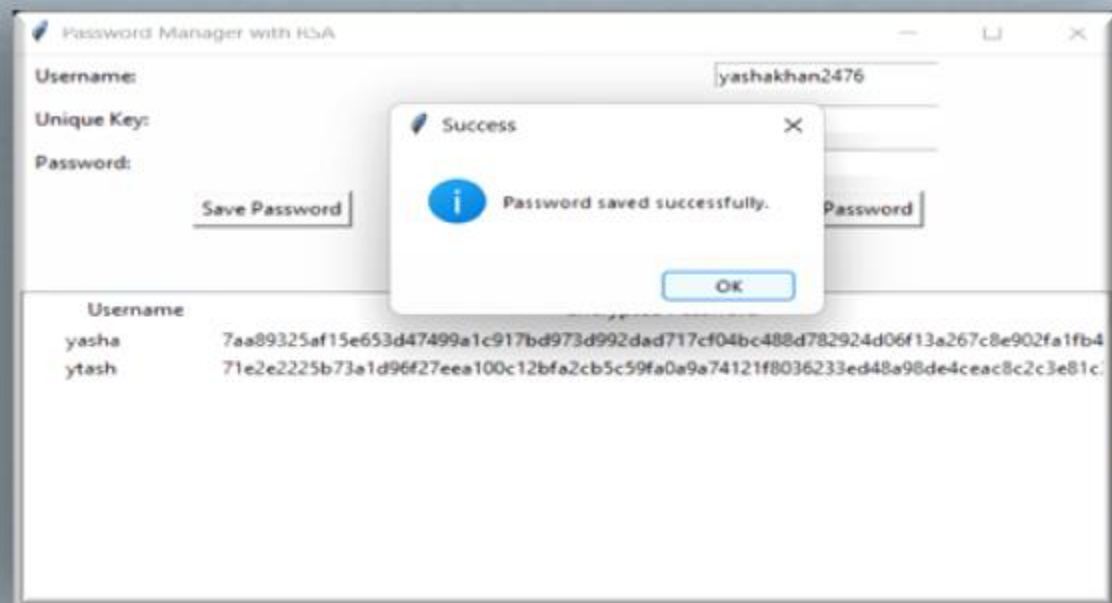 Password Manager with RSA
Username:
yashakhan2476
Unique Key:
Password:
Success
Password saved successfully.
OK
Save Password
Password
Username
yasha 7aa89325af15e653d47499a1c917bd973d992dad717cf04bc488d782924d06f13a267c8e902fa1fb4
ytash 71e2e2225b73a1d96f27eea100c12bfa2cb5c59fa0a9a74121f8036233ed48a98de4ceac8c2c3e81c